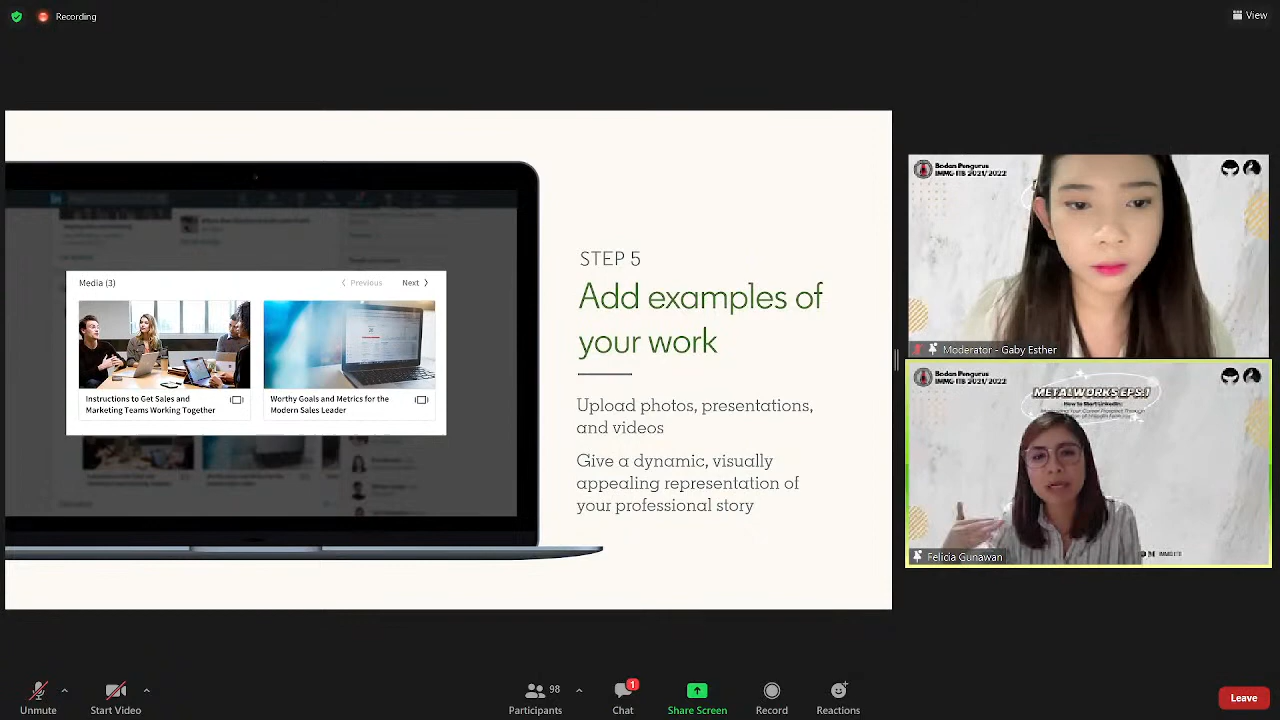 Recording
View
Media (3)
Previous
Next
Instructions to Get Sales and
Marketing Teams Working Together
Worthy Goals and Metrics for the
Modern Sales Leader
STEP 5
Add examples of
your work
Upload photos, presentations,
and videos
Give a dynamic, visually
appealing representation of
your professional story
Badan Pengurus
IMMG ITB 2021/2022
Moderator - Gaby Esther
Badan Pengurus
IMMG ITB 2021/2022
METALWORKS EPS.1
How to Start LinkedIn:
Felicia Gunawan
Unmute
Start Video
98
Participants
1
Chat
Share Screen
Record
Reactions
Leave